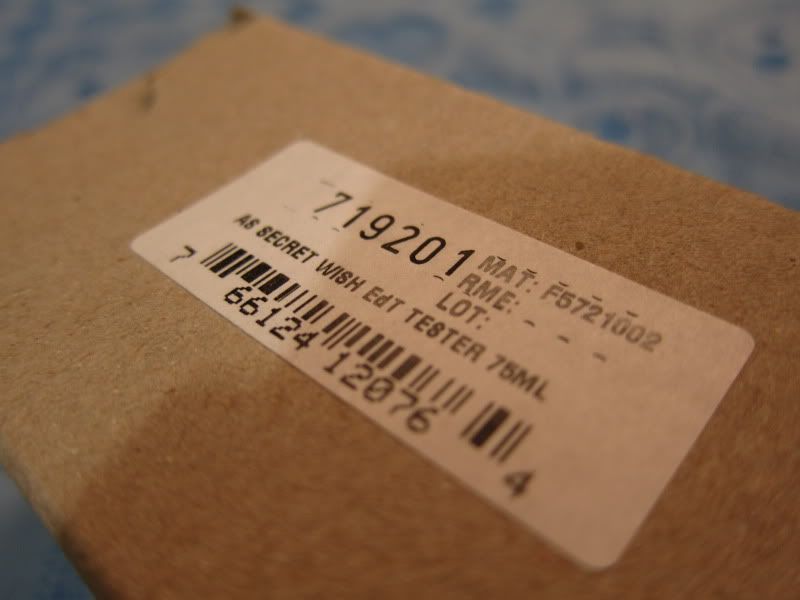 719201
MAT: F5721002
RME:
LOT:
AS SECRET WISH EdT TESTER 75ML
7 66124 12076 4